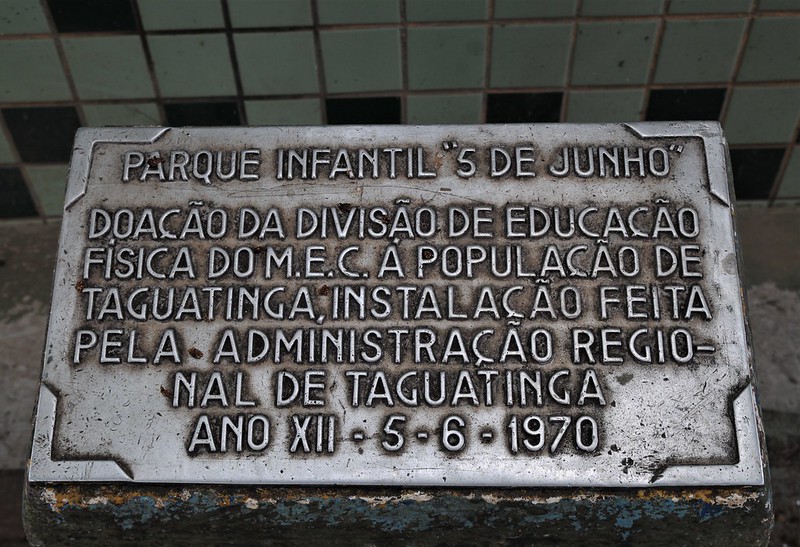 PARQUE INFANTIL "5 DE JUNHO"
DOAÇÃO DA DIVISÃO DE EDUCAÇÃO
FÍSICA DO M.E.C. Á POPULAÇÃO DE
TAGUATINGA, INSTALAÇÃO FEITA
PELA ADMINISTRAÇÃO REGIO-
NAL DE TAGUATINGA
ANO XII - 5 - 6 - 1970